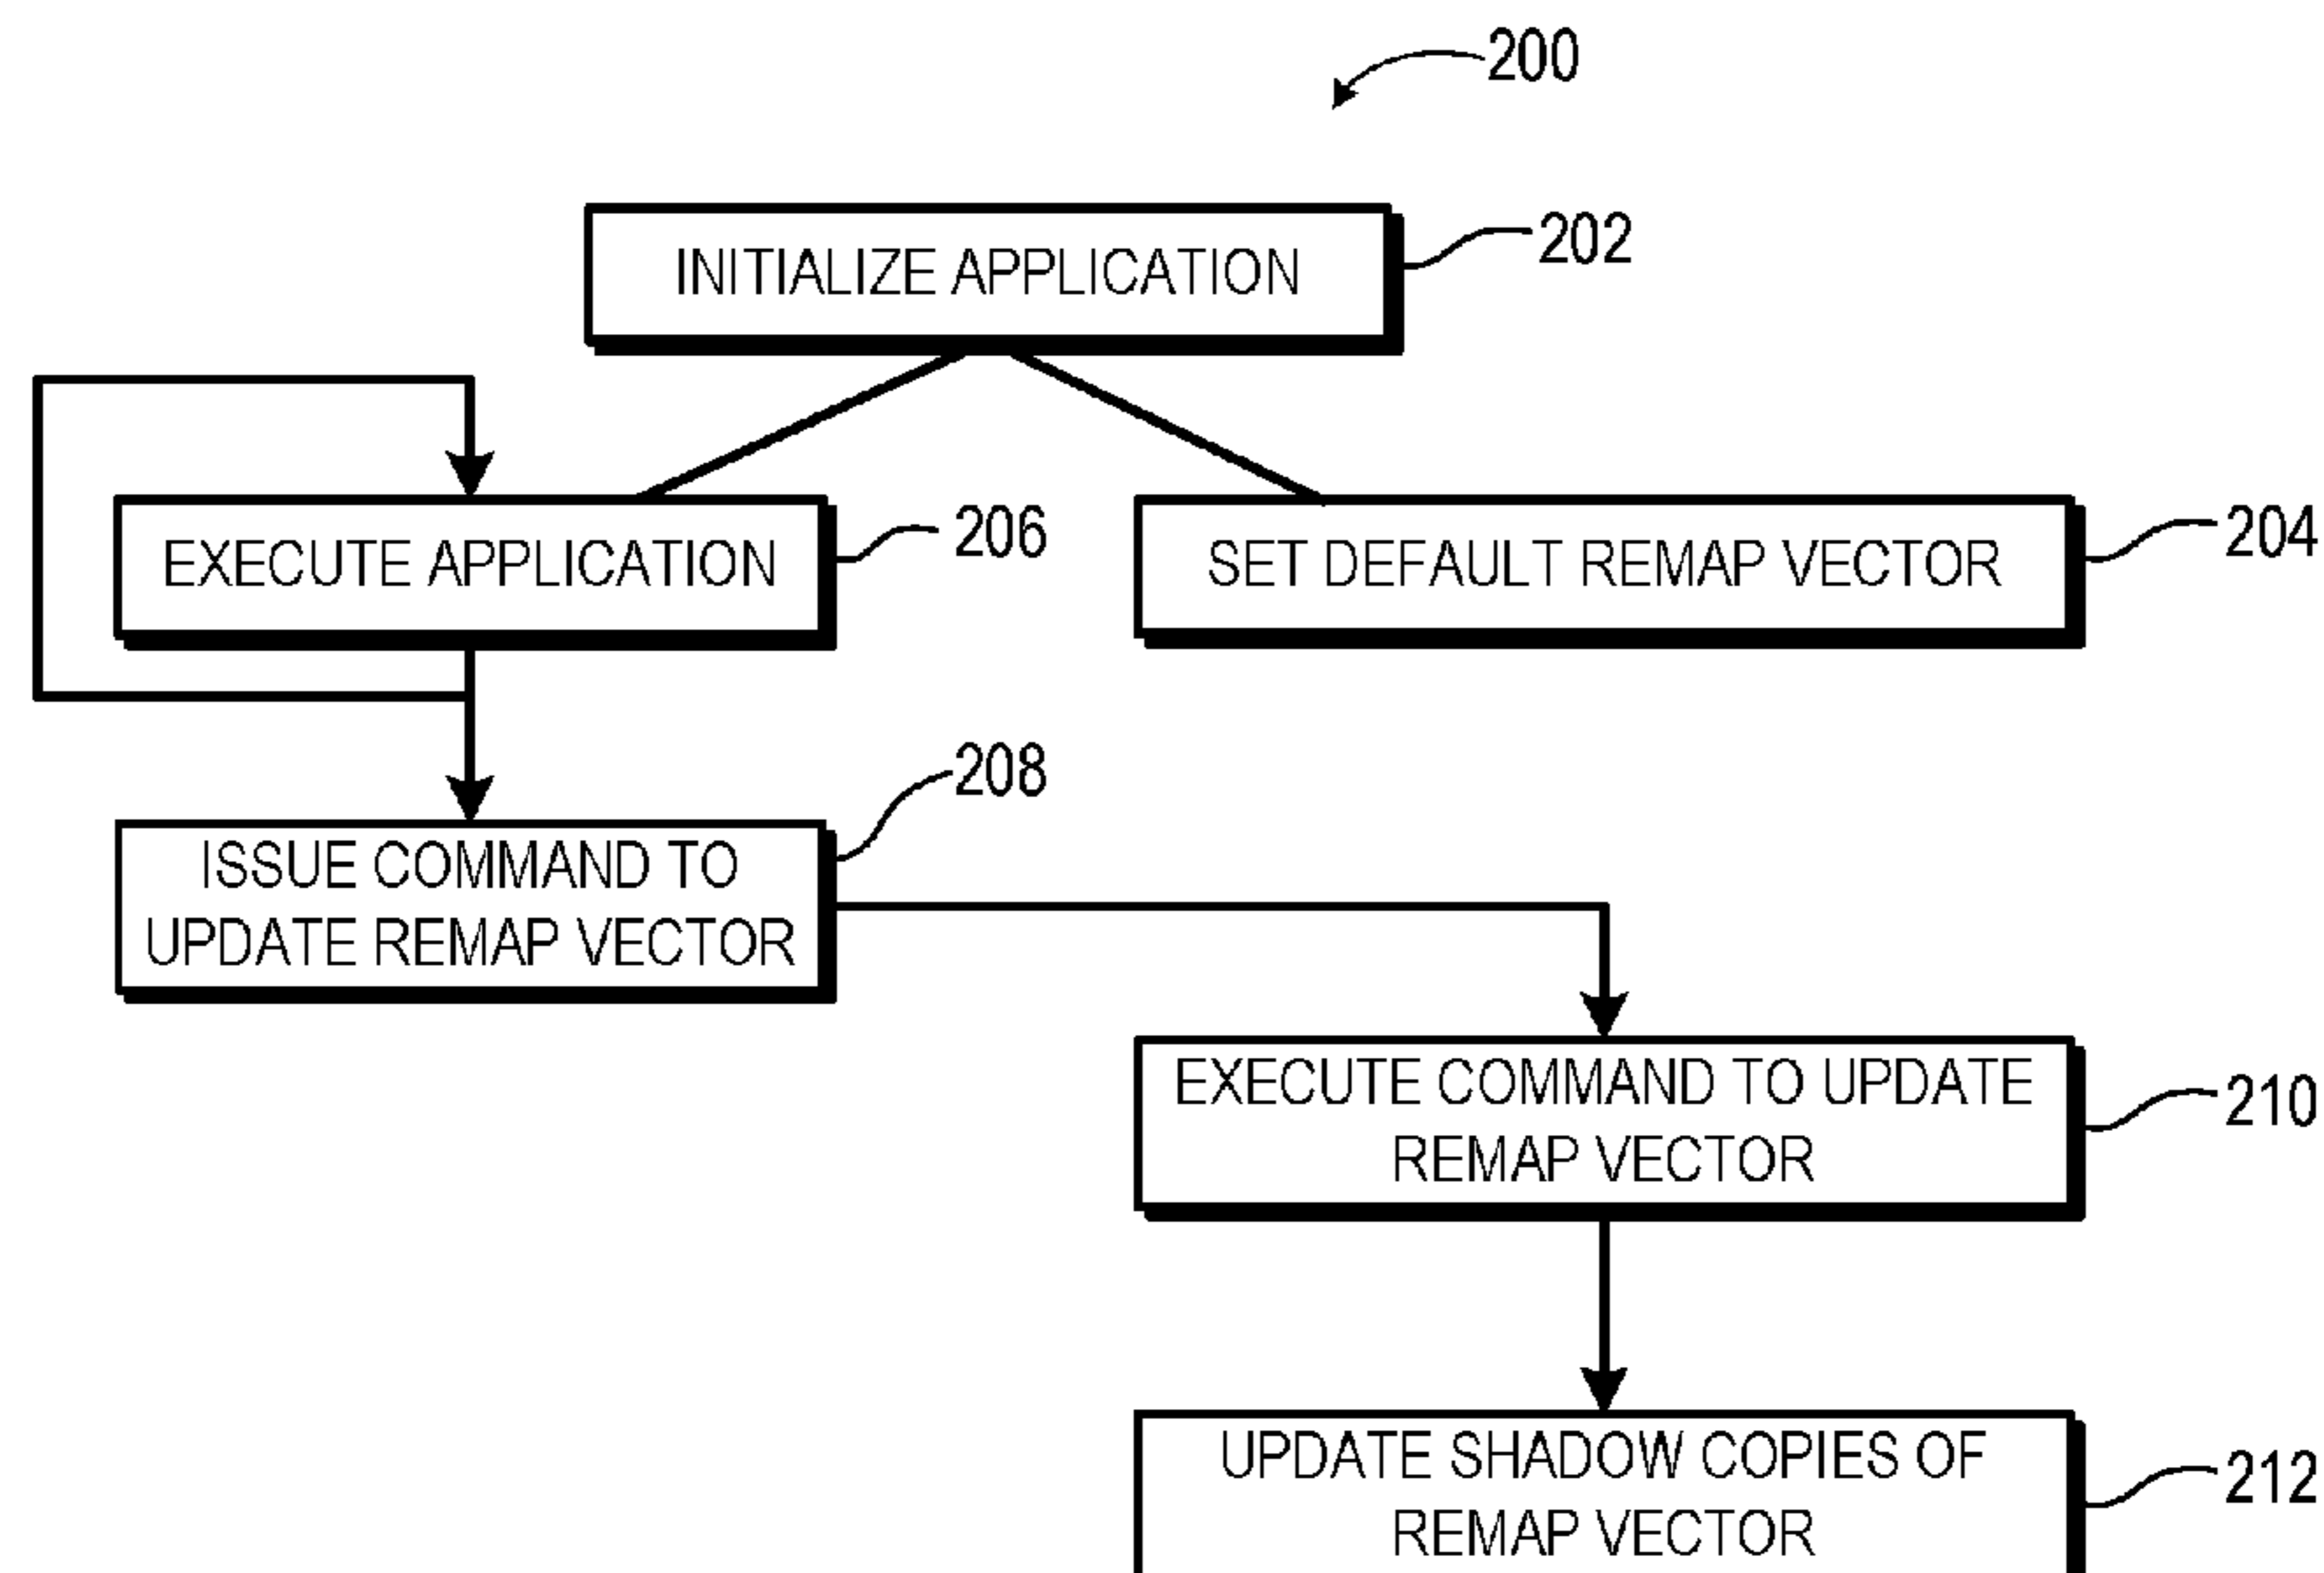 200
INITIALIZE APPLICATION
202
EXECUTE APPLICATION
206
SET DEFAULT REMAP VECTOR
204
208
ISSUE COMMAND TO
UPDATE REMAP VECTOR
EXECUTE COMMAND TO UPDATE
REMAP VECTOR
210
UPDATE SHADOW COPIES OF
REMAP VECTOR
212